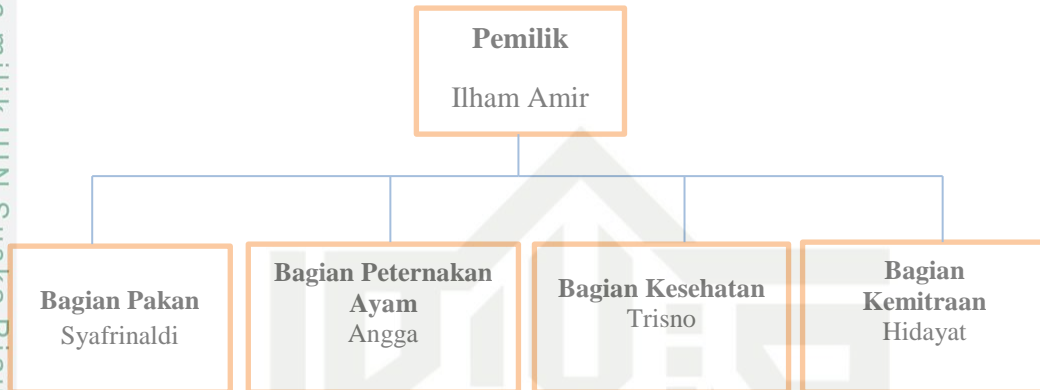 Pemilik
Ilham Amir
Bagian Pakan
Syafrinaldi
Bagian Peternakan
Ayam
Angga
Bagian Kesehatan
Trisno
Bagian
Kemitraan
Hidayat